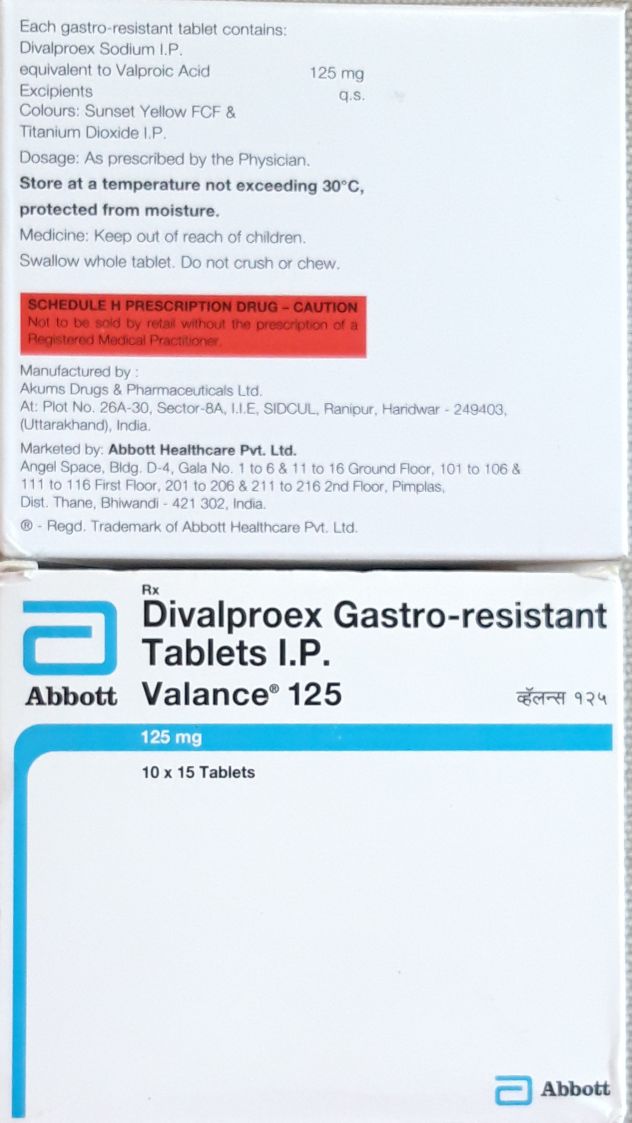 Each gastro-resistant tablet contains:
Divalproex Sodium I.P.
equivalent to Valproic Acid 125 mg
Excipients q.s.
Colours: Sunset Yellow FCF &
Titanium Dioxide I.P.
Dosage: As prescribed by the Physician.
Store at a temperature not exceeding 30°C,
protected from moisture.
Medicine: Keep out of reach of children.
Swallow whole tablet. Do not crush or chew.
SCHEDULE H PRESCRIPTION DRUG – CAUTION
Not to be sold by retail without the prescription of a
Registered Medical Practitioner.
Manufactured by :
Akums Drugs & Pharmaceuticals Ltd.
At: Plot No. 26A-30, Sector-8A, I.I.E, SIDCUL, Ranipur, Haridwar - 249403,
(Uttarakhand), India.
Marketed by: Abbott Healthcare Pvt. Ltd.
Angel Space, Bldg. D-4, Gala No. 1 to 6 & 11 to 16 Ground Floor, 101 to 106 &
111 to 116 First Floor, 201 to 206 & 211 to 216 2nd Floor, Pimplas,
Dist. Thane, Bhiwandi - 421 302, India.
® - Regd. Trademark of Abbott Healthcare Pvt. Ltd.
Rx
Divalproex Gastro-resistant
Tablets I.P.
Abbott Valance® 125 व्हॅलन्स १२५
125 mg
10 x 15 Tablets
Abbott